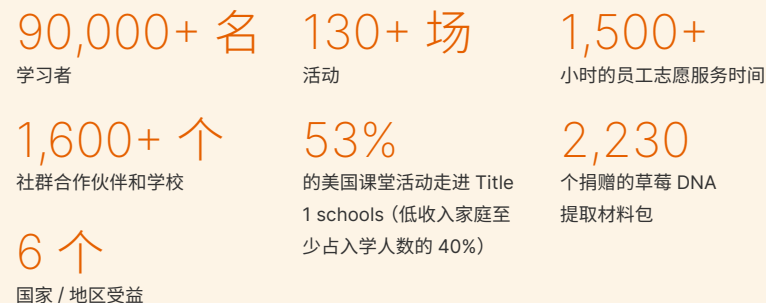 90,000+ 名
学习者
130+ 场
活动
1,500+
小时的员工志愿服务时间
1,600+ 个
社群合作伙伴和学校
53%
的美国课堂活动走进 Title
1 schools（低收入家庭至
少占入学人数的 40%）
2,230
个捐赠的草莓 DNA
提取材料包
6 个
国家 / 地区受益